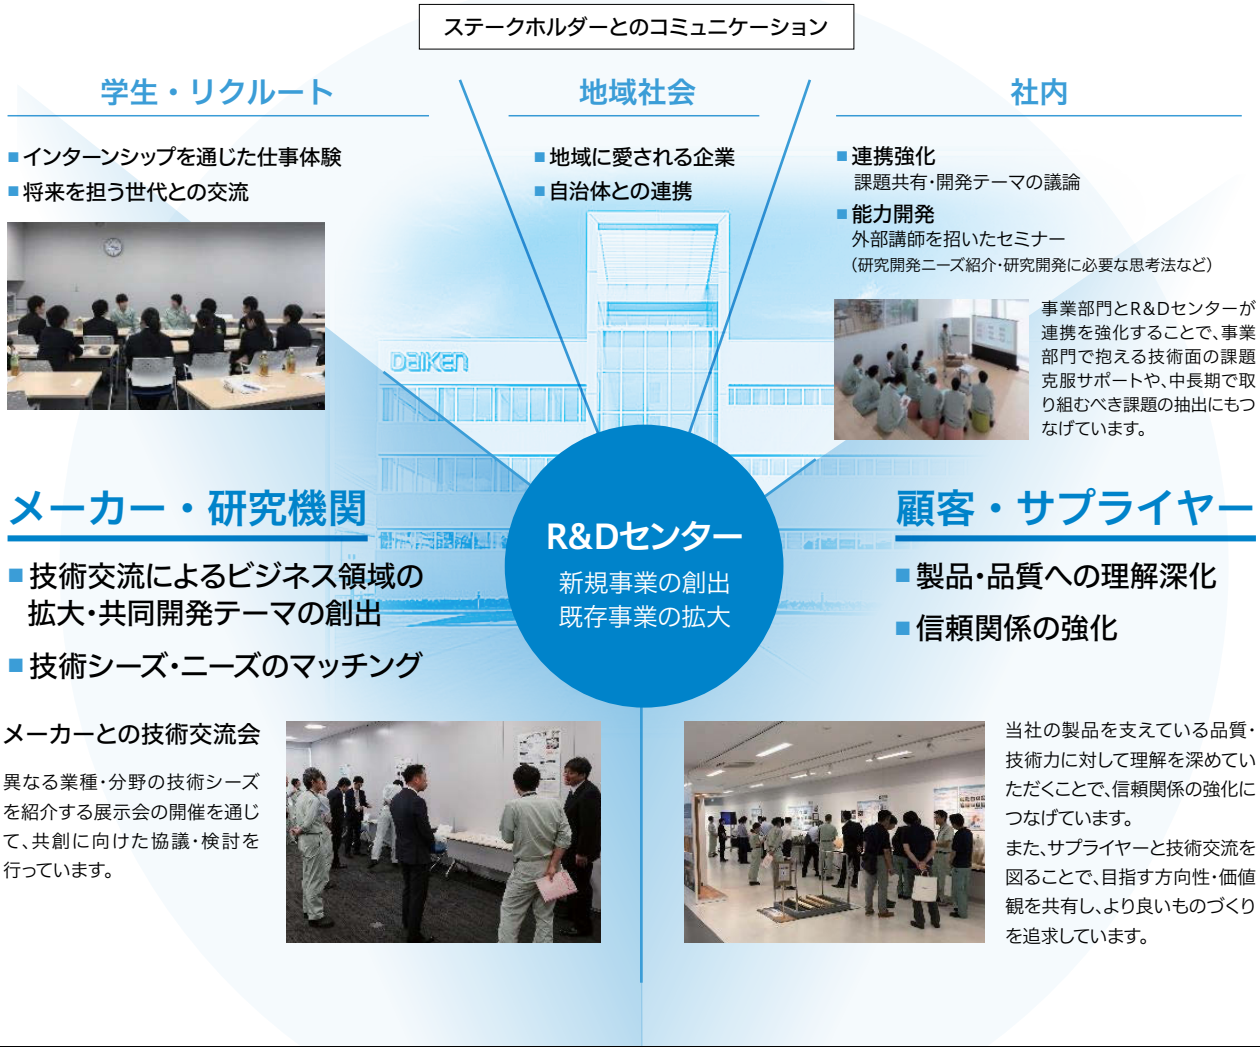 ステークホルダーとのコミュニケーション
学生・リクルート
■インターンシップを通じた仕事体験
■将来を担う世代との交流
地域社会
■地域に愛される企業
■自治体との連携
社内
■連携強化
課題共有・開発テーマの議論
■能力開発
外部講師を招いたセミナー
(研究開発ニーズ紹介・研究開発に必要な思考法など)
事業部門とR&Dセンターが
連携を強化することで、事業
部門で抱える技術面の課題
克服サポートや、中長期で取
り組むべき課題の抽出にもつ
なげています。
DAIKEN
メーカー・研究機関
■技術交流によるビジネス領域の
拡大・共同開発テーマの創出
■技術シーズ・ニーズのマッチング
R&Dセンター
新規事業の創出
既存事業の拡大
顧客・サプライヤー
■製品・品質への理解深化
■信頼関係の強化
メーカーとの技術交流会
異なる業種・分野の技術シーズ
を紹介する展示会の開催を通じ
て、共創に向けた協議・検討を
行っています。
当社の製品を支えている品質・
技術力に対して理解を深めてい
ただくことで、信頼関係の強化に
つなげています。
また、サプライヤーと技術交流を
図ることで、目指す方向性・価値
観を共有し、より良いものづくり
を追求しています。